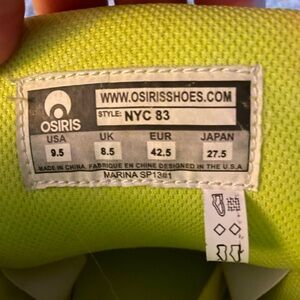 WWW.OSIRISSHOES.COM
OSIRIS
STYLE: NYC 83
USA UK EUR JAPAN
9.5 8.5 42.5 27.5
MADE IN CHINA, FABRIQUE EN CHINE DESIGNED IN THE U.S.A
MARINA SP13#1